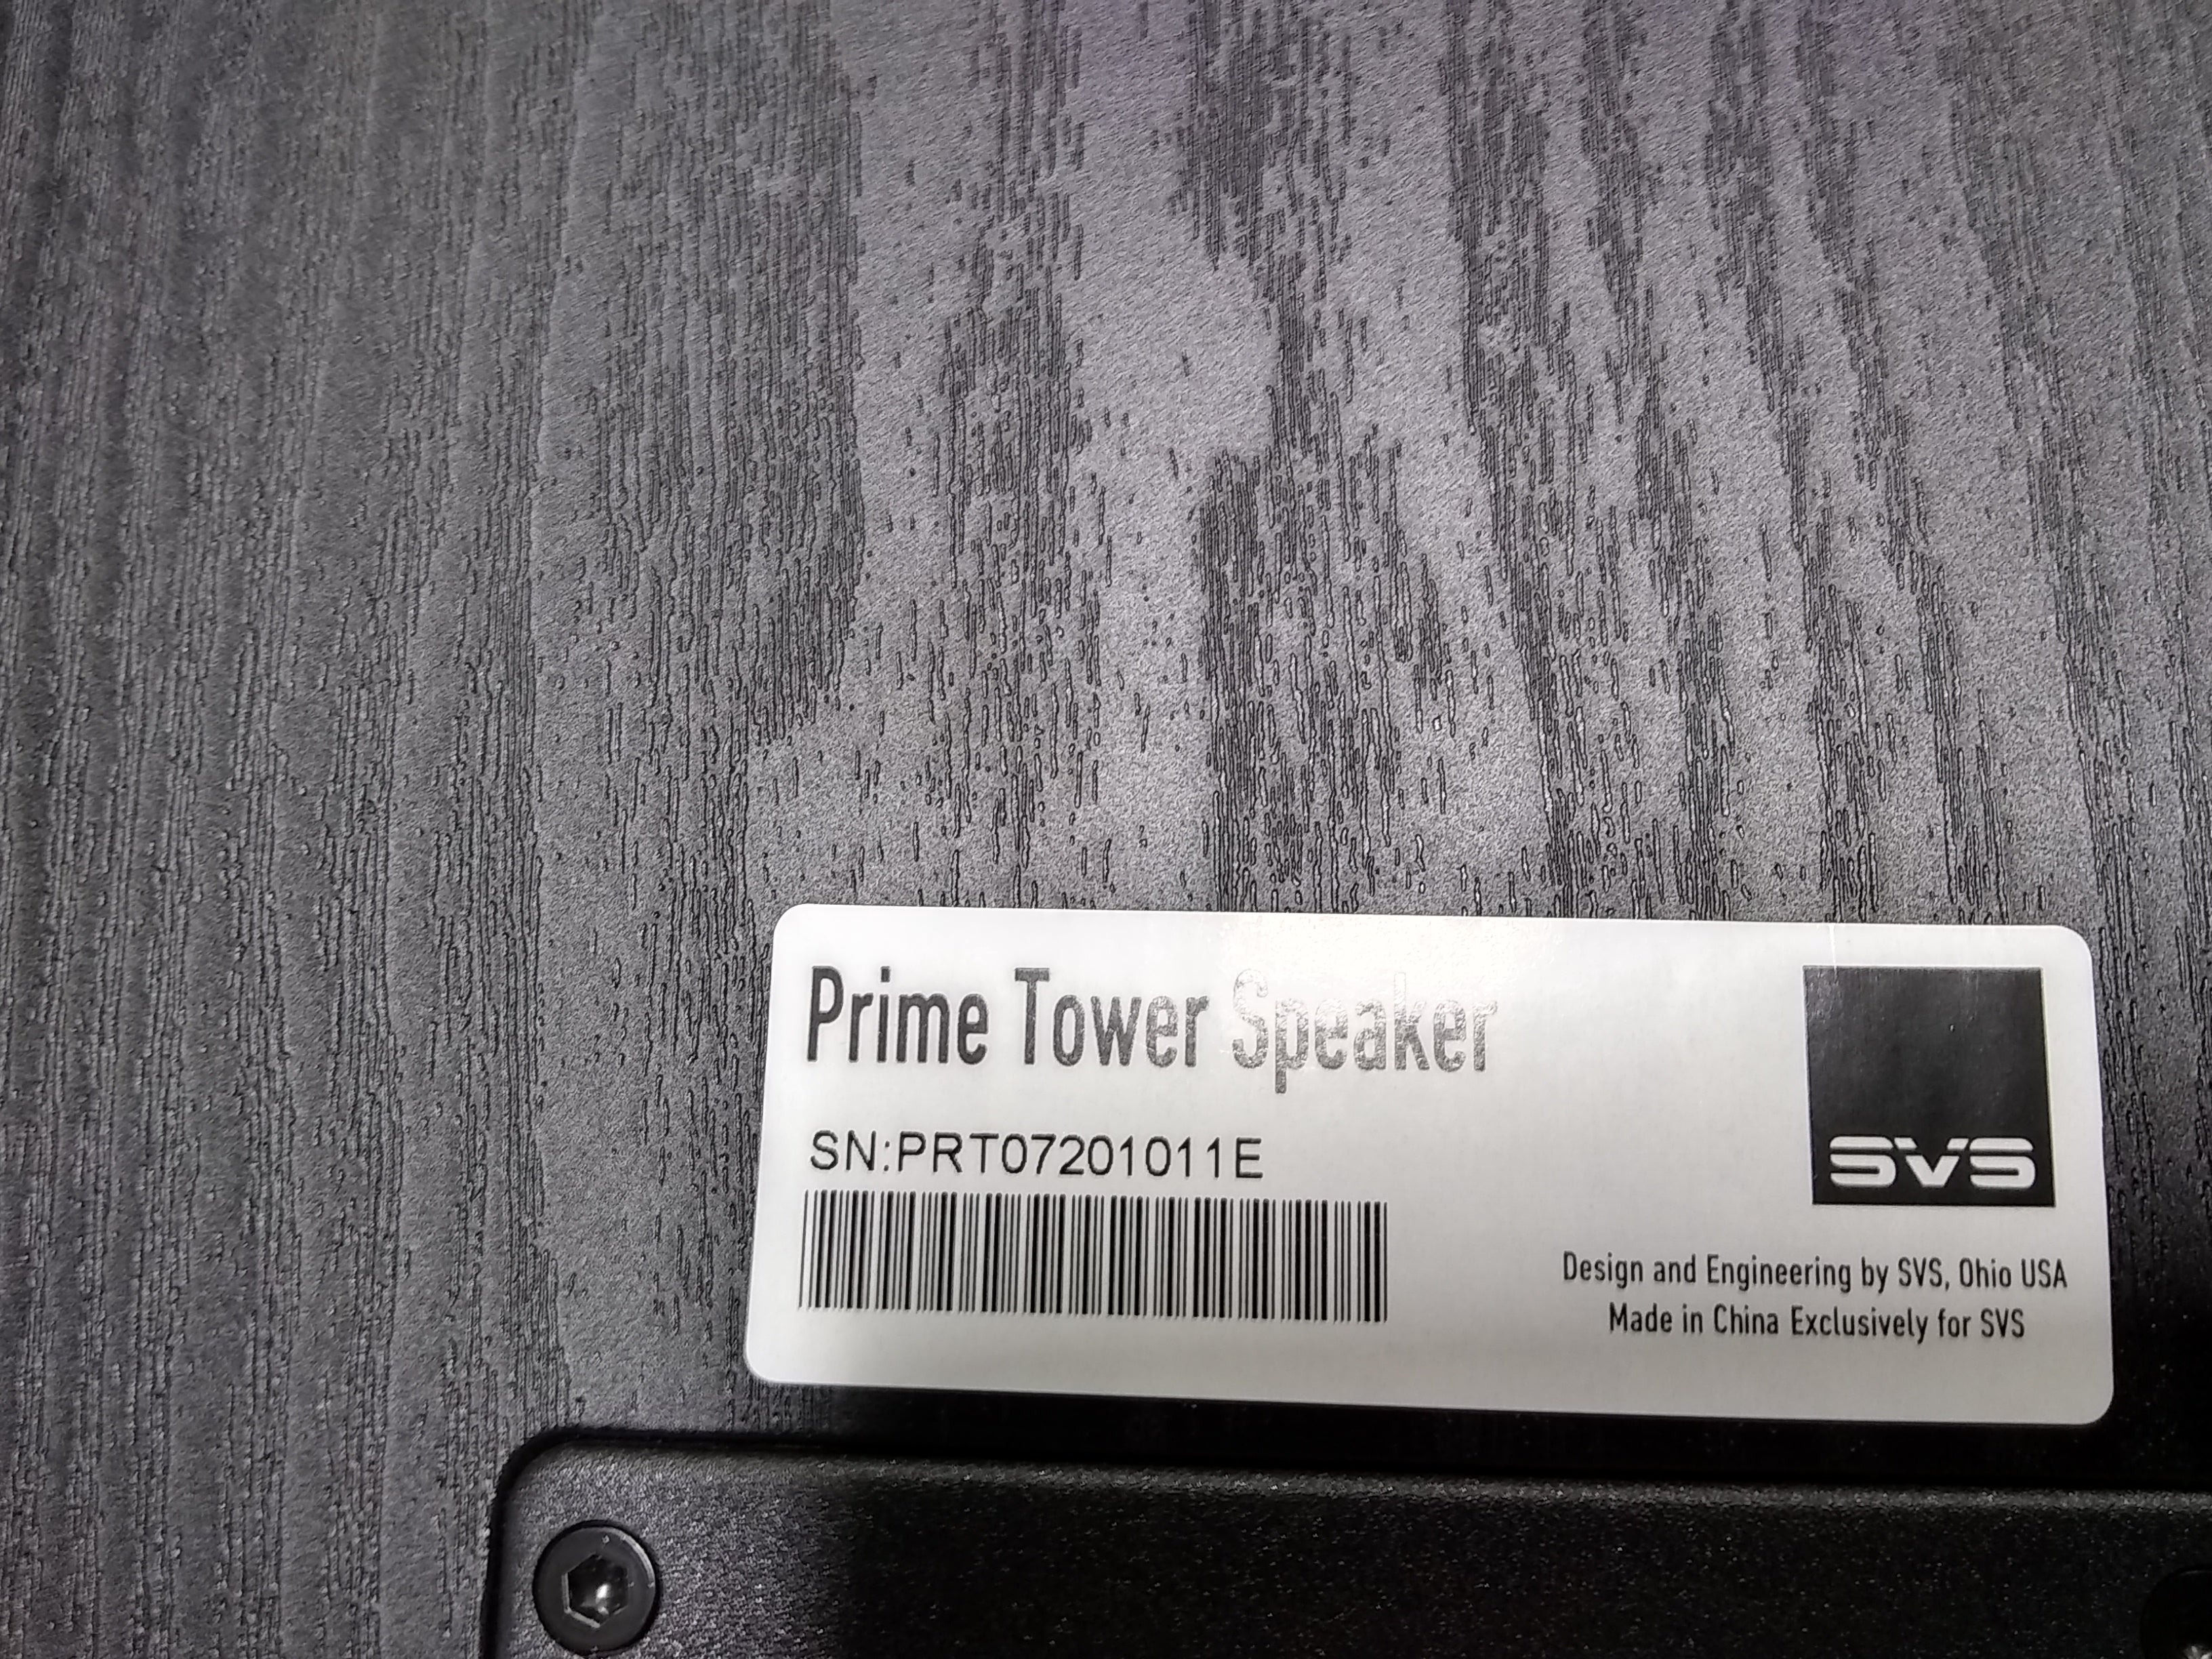 Prime Tower Speaker
SN:PRT07201011E
SVS
Design and Engineering by SVS, Ohio USA
Made in China Exclusively for SVS